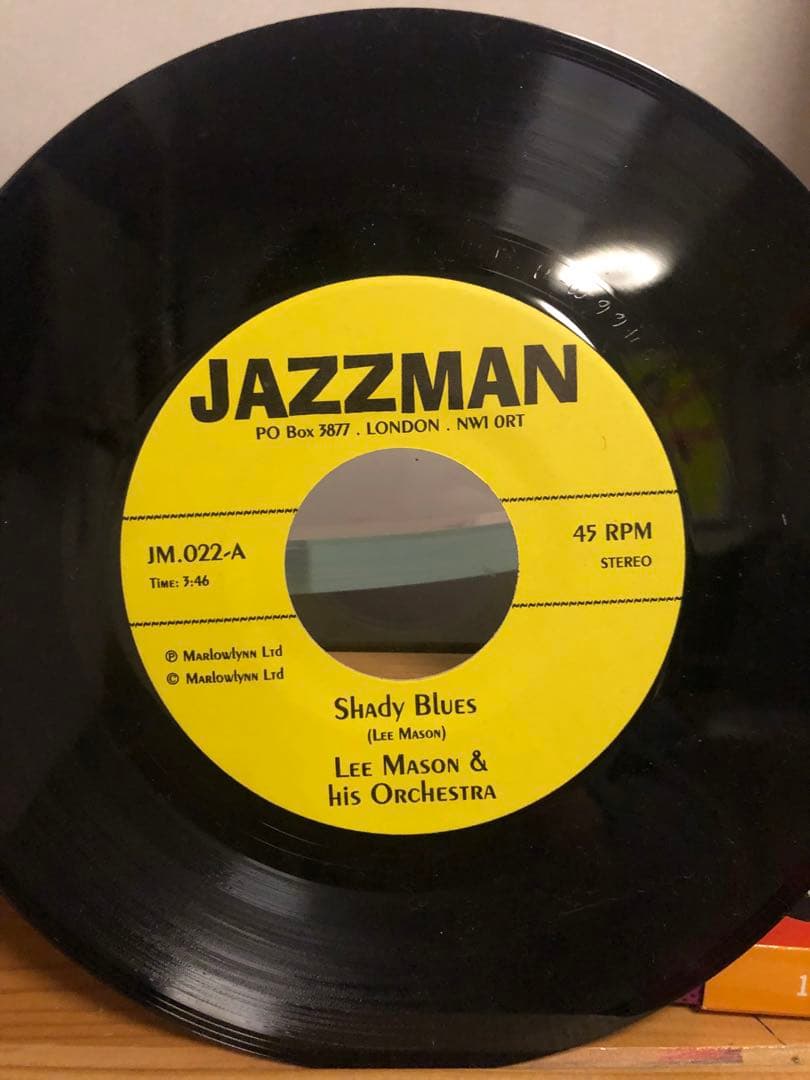 JAZZMAN
PO Box 3877 . LONDON . NW1 0RT
JM.022-A
Time: 3:46
45 RPM
STEREO
℗ Marlowlynn Ltd
© Marlowlynn Ltd
Shady Blues
(Lee Mason)
Lee Mason &
his Orchestra
1